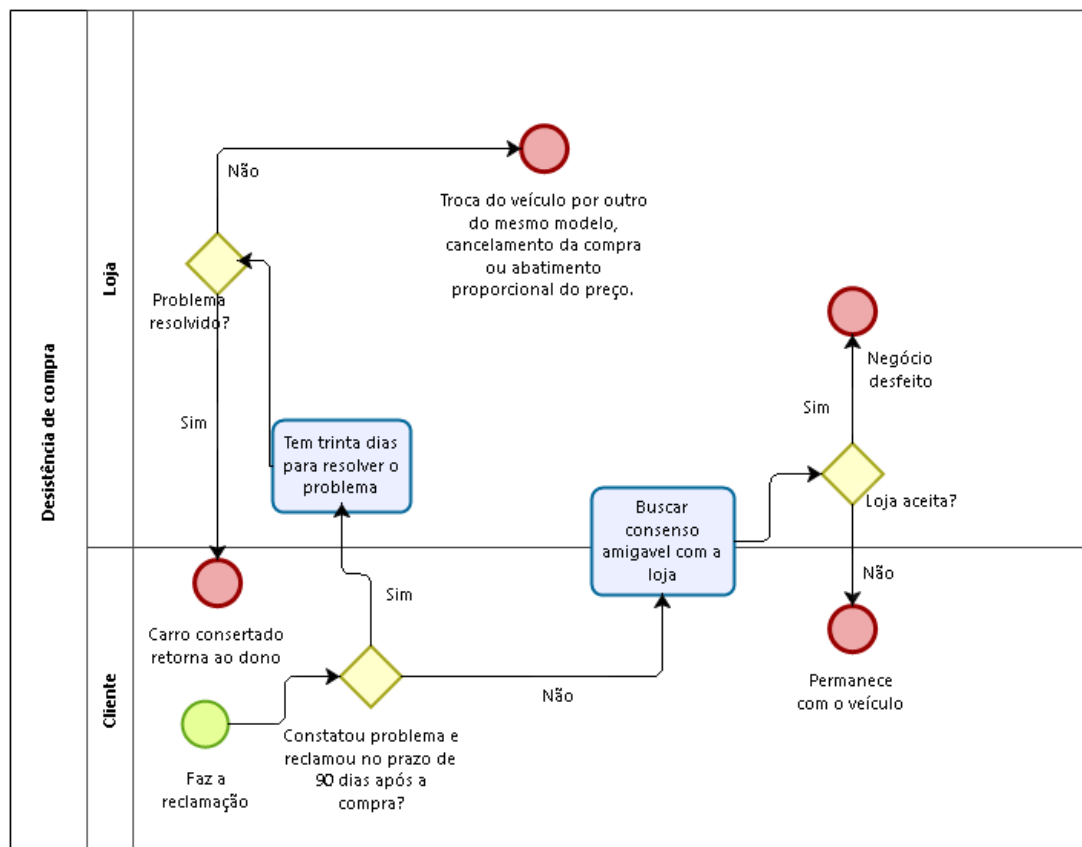 Desistência de compra
Loja
Não
Troca do veículo por outro
do mesmo modelo,
cancelamento da compra
ou abatimento
proporcional do preço.
Problema
resolvido?
Sim
Tem trinta dias
para resolver o
problema
Negócio
desfeito
Sim
Loja aceita?
Buscar
consenso
amigavel com a
loja
Não
Permanece
com o veículo
Cliente
Carro consertado
retorna ao dono
Sim
Não
Constatou problema e
reclamou no prazo de
90 dias após a
compra?
Faz a
reclamação